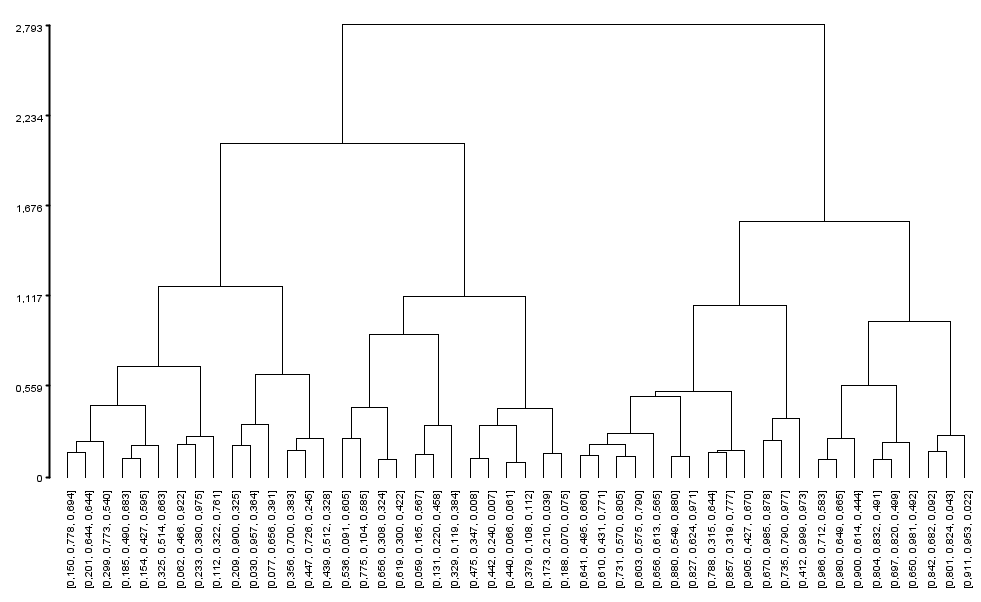 2,793
2,234
1,676
1,117
0,559
0
[0,150, 0,778, 0,694]
[0,201, 0,644, 0,644]
[0,299, 0,773, 0,540]
[0,185, 0,490, 0,683]
[0,154, 0,427, 0,595]
[0,325, 0,514, 0,663]
[0,062, 0,466, 0,922]
[0,233, 0,380, 0,975]
[0,112, 0,322, 0,761]
[0,209, 0,900, 0,325]
[0,030, 0,957, 0,364]
[0,077, 0,656, 0,391]
[0,356, 0,700, 0,383]
[0,447, 0,726, 0,245]
[0,439, 0,512, 0,328]
[0,536, 0,091, 0,605]
[0,775, 0,104, 0,585]
[0,656, 0,308, 0,324]
[0,619, 0,300, 0,422]
[0,059, 0,165, 0,567]
[0,131, 0,220, 0,458]
[0,329, 0,119, 0,384]
[0,475, 0,347, 0,008]
[0,442, 0,240, 0,007]
[0,440, 0,066, 0,061]
[0,379, 0,108, 0,112]
[0,173, 0,210, 0,039]
[0,188, 0,070, 0,075]
[0,641, 0,495, 0,660]
[0,610, 0,431, 0,771]
[0,731, 0,570, 0,805]
[0,603, 0,575, 0,790]
[0,656, 0,613, 0,565]
[0,880, 0,549, 0,880]
[0,827, 0,624, 0,971]
[0,788, 0,315, 0,644]
[0,857, 0,319, 0,777]
[0,905, 0,427, 0,670]
[0,670, 0,985, 0,878]
[0,735, 0,790, 0,977]
[0,412, 0,999, 0,973]
[0,966, 0,712, 0,583]
[0,980, 0,649, 0,665]
[0,900, 0,614, 0,444]
[0,804, 0,832, 0,491]
[0,697, 0,820, 0,499]
[0,650, 0,981, 0,492]
[0,842, 0,682, 0,092]
[0,801, 0,824, 0,043]
[0,911, 0,953, 0,022]